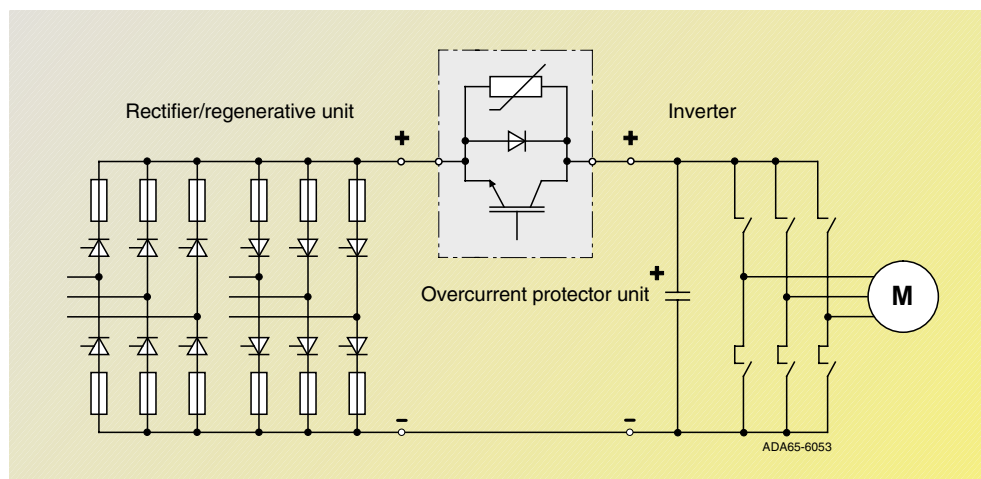 Rectifier/regenerative unit
+
+
Inverter
Overcurrent protector unit
+
M
–
–
ADA65-6053